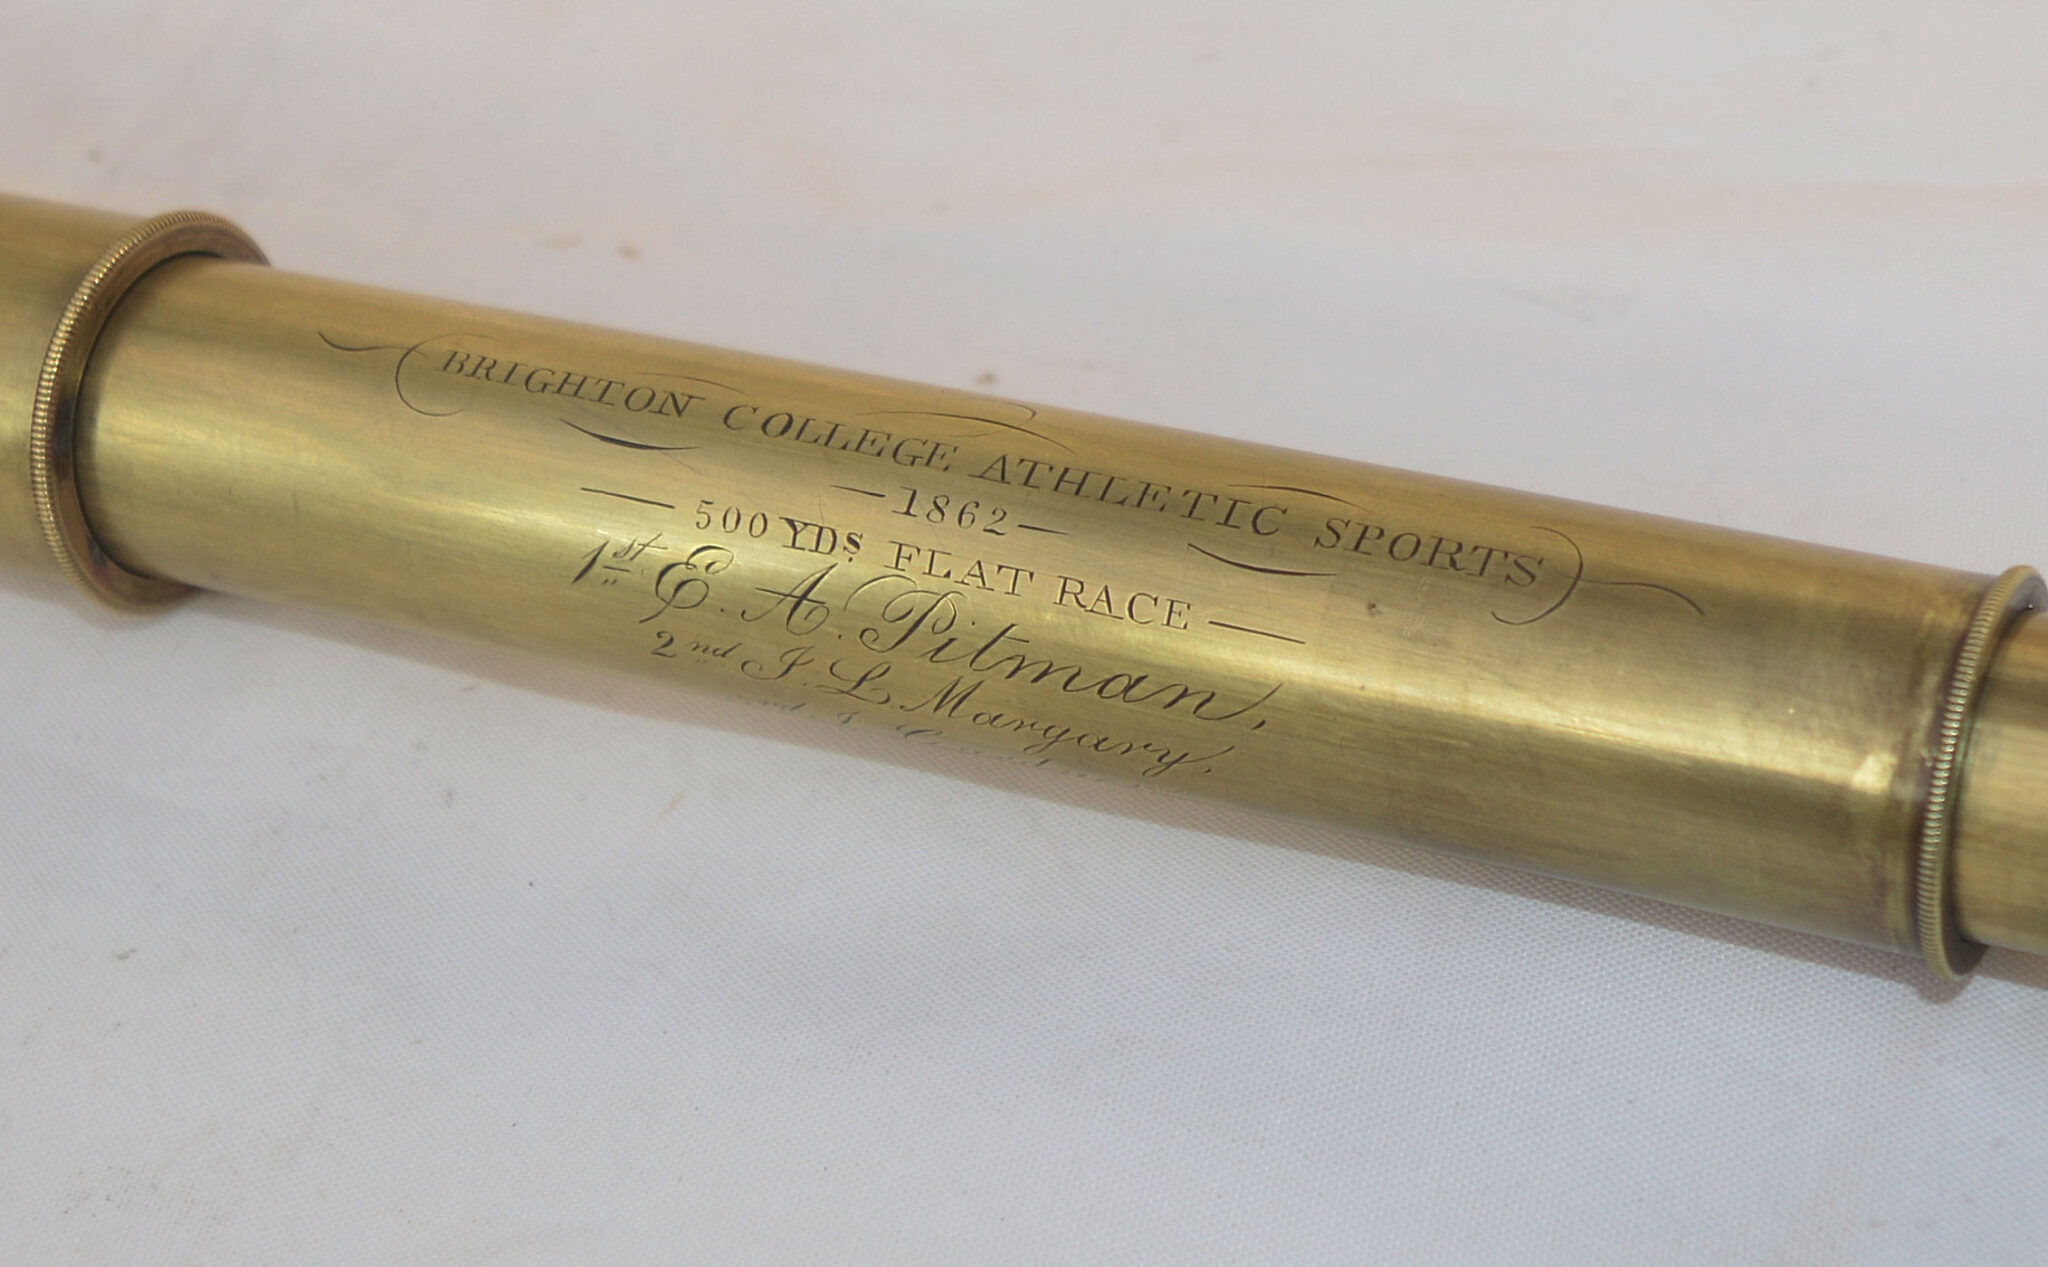 BRIGHTON COLLEGE ATHLETIC SPORTS
— 1862 —
— 500 YDS. FLAT RACE —
1st E. A. Pitman,
2nd J. L. Margary,